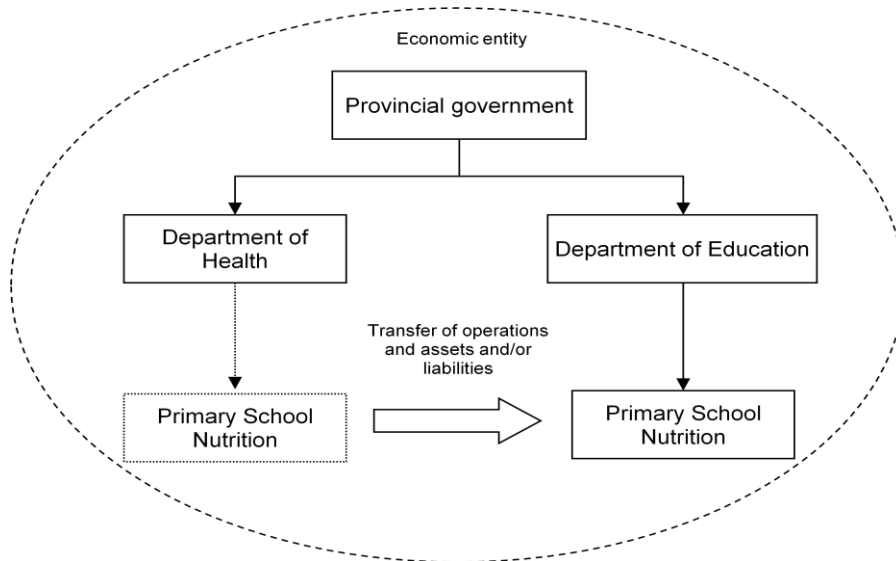 Economic entity
Provincial government
Department of
Health
Department of Education
Transfer of operations
and assets and/or
liabilities
Primary School
Nutrition
Primary School
Nutrition